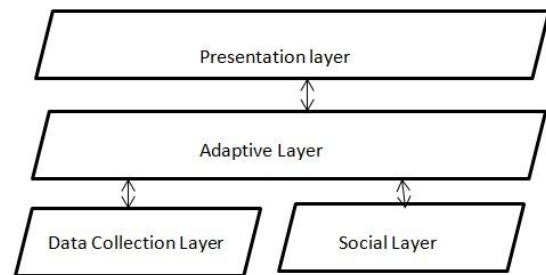 Presentation layer
Adaptive Layer
Data Collection Layer
Social Layer